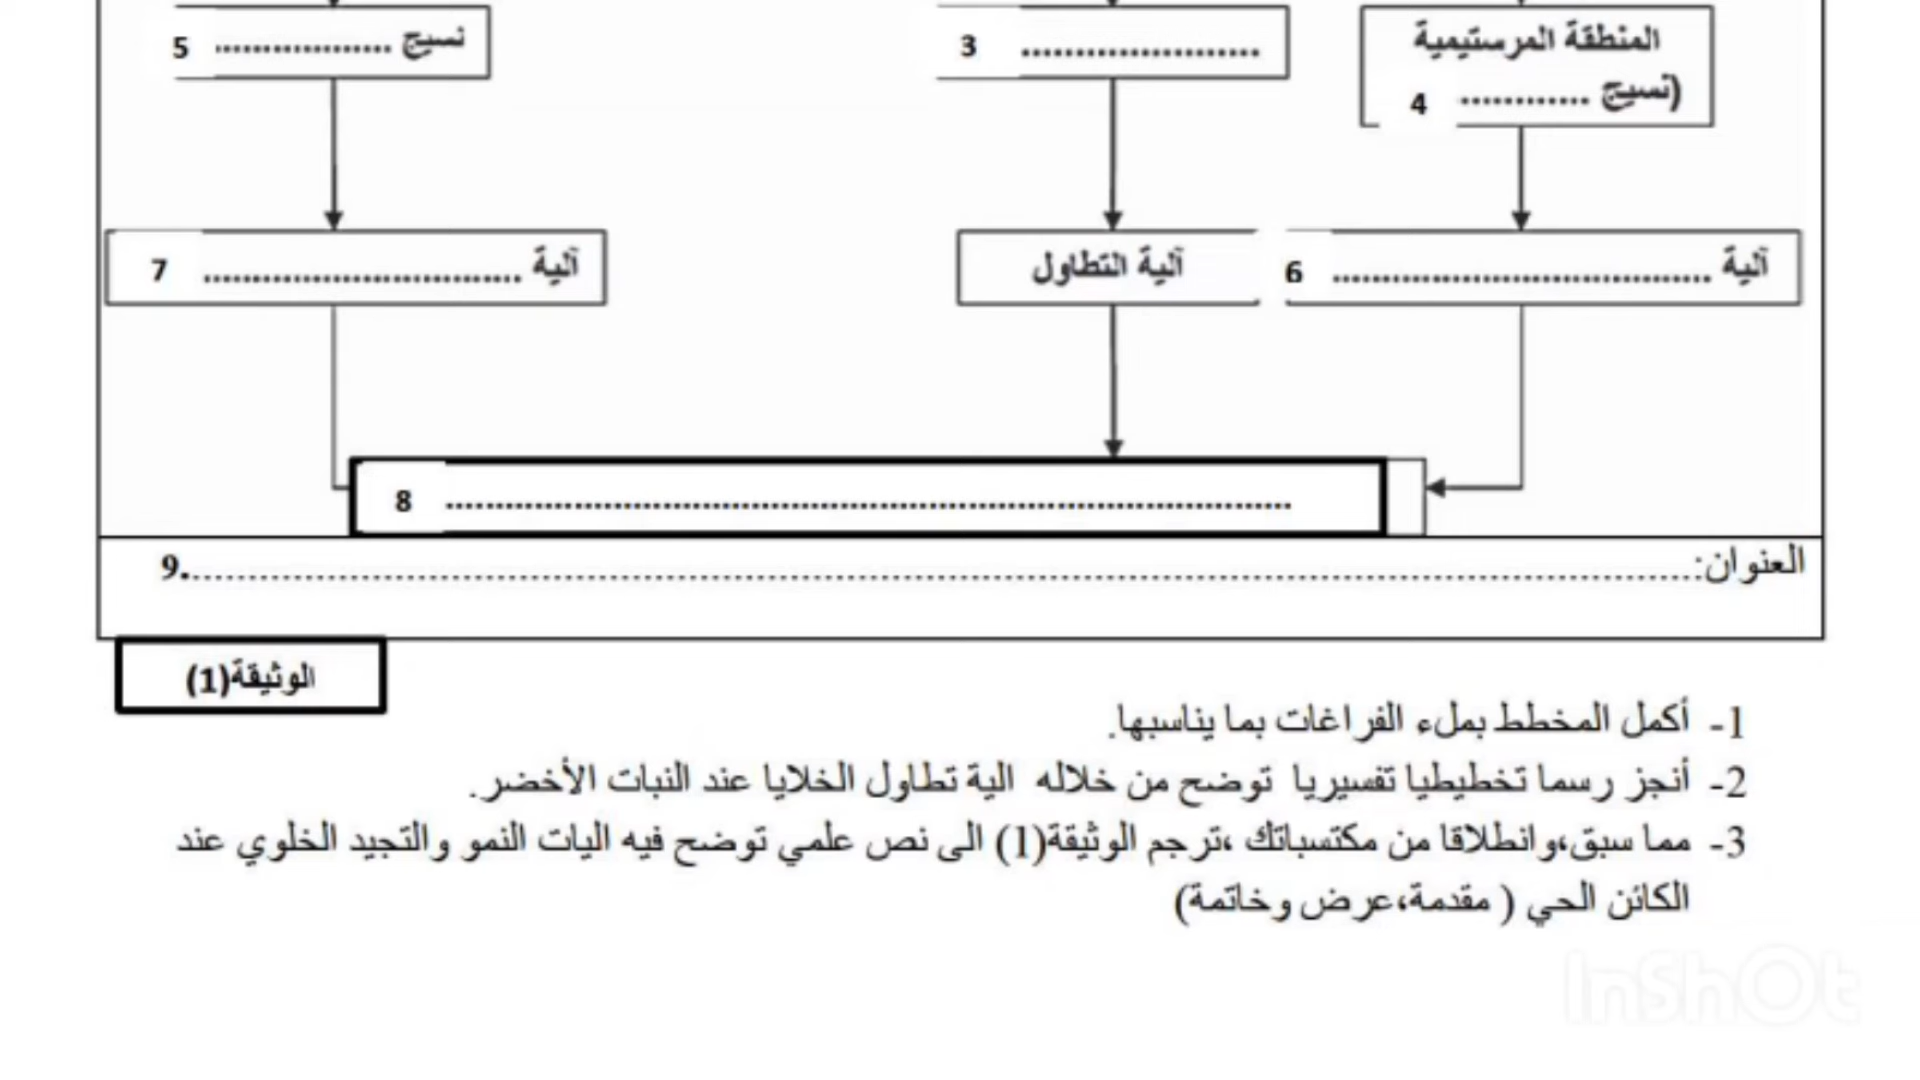 المنطقة المرستيمية
(نسيج ............ 4
........................ 3
نسيج .................. 5
آلية ...................................... 6
آلية التطاول
آلية ................................ 7
8 .....................................................................................
العنوان:..............................................................................................9
الوثيقة(1)
1- أكمل المخطط بملء الفراغات بما يناسبها.
2- أنجز رسما تخطيطيا تفسيريا توضح من خلاله الية تطاول الخلايا عند النبات الأخضر.
3- مما سبق،وانطلاقا من مكتسباتك ،ترجم الوثيقة(1) الى نص علمي توضح فيه اليات النمو والتجيد الخلوي عند
الكائن الحي ( مقدمة،عرض وخاتمة)
InShOt